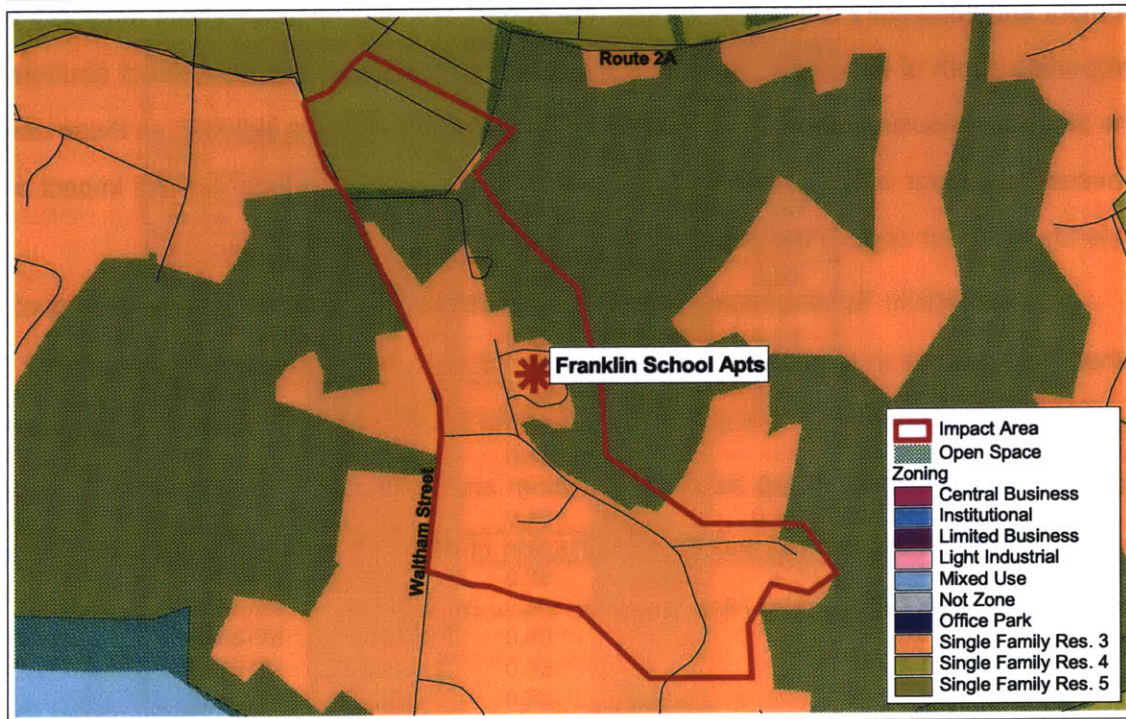 Route 2A
Franklin School Apts
Waltham Street
Impact Area
Open Space
Zoning
Central Business
Institutional
Limited Business
Light Industrial
Mixed Use
Not Zone
Office Park
Single Family Res. 3
Single Family Res. 4
Single Family Res. 5